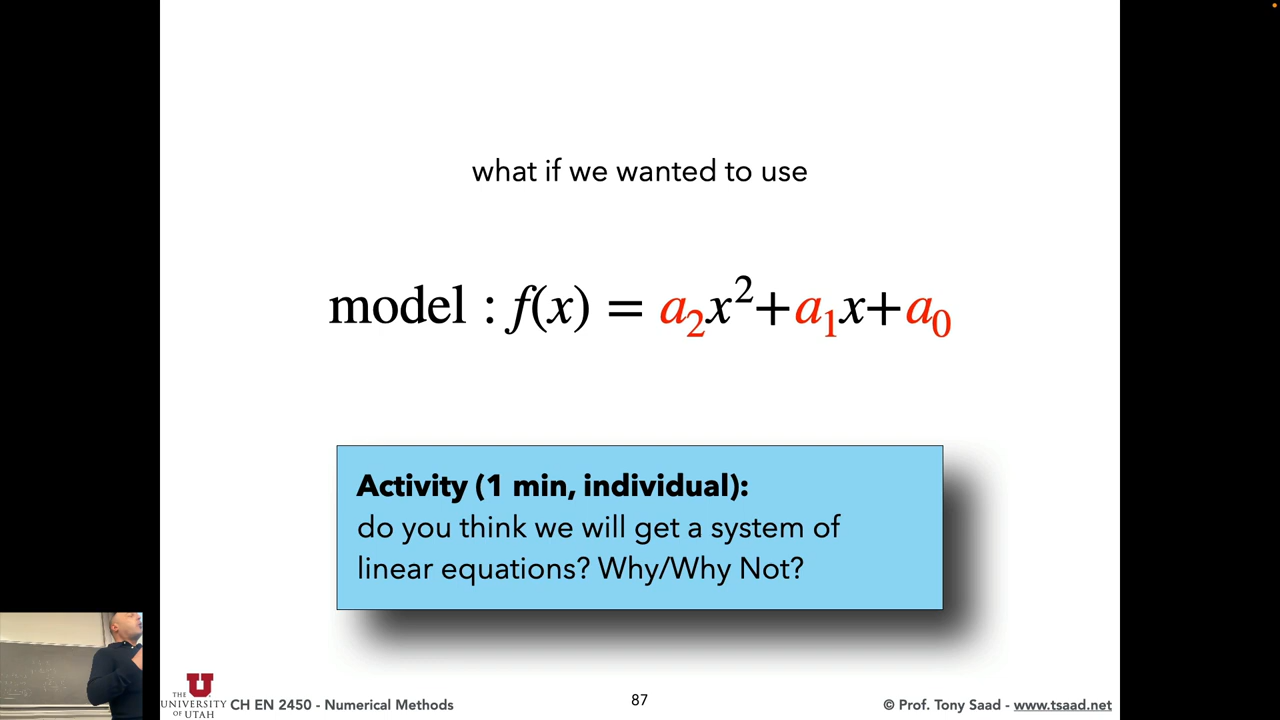 what if we wanted to use
model : f(x) = a₂x²+a₁x+a₀
Activity (1 min, individual):
do you think we will get a system of
linear equations? Why/Why Not?
THE
UNIVERSITY
OF UTAH
CH EN 2450 - Numerical Methods
87
© Prof. Tony Saad - www.tsaad.net